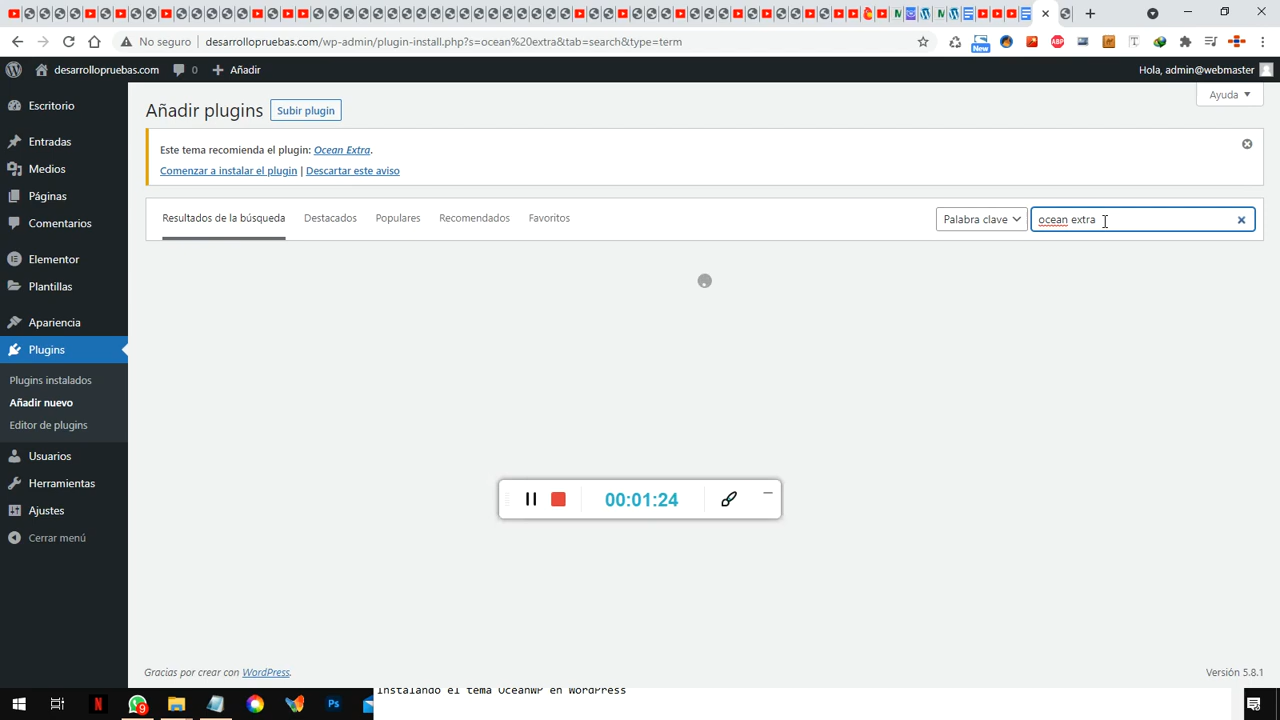 No seguro desarrollopruebas.com/wp-admin/plugin-install.php?s=ocean%20extra&tab=search&type=term
New
ABP
desarrollopruebas.com 0 Añadir Hola, admin@webmaster
Escritorio
Entradas
Medios
Páginas
Comentarios
Elementor
Plantillas
Apariencia
Plugins
Plugins instalados
Añadir nuevo
Editor de plugins
Usuarios
Herramientas
Ajustes
Cerrar menú
Ayuda
Añadir plugins Subir plugin
Este tema recomienda el plugin: Ocean Extra.
Comenzar a instalar el plugin | Descartar este aviso
Resultados de la búsqueda Destacados Populares Recomendados Favoritos Palabra clave ocean extra
00:01:24
Gracias por crear con WordPress. Versión 5.8.1
Instalando el tema OceanWP en WordPress
N 9 Ps